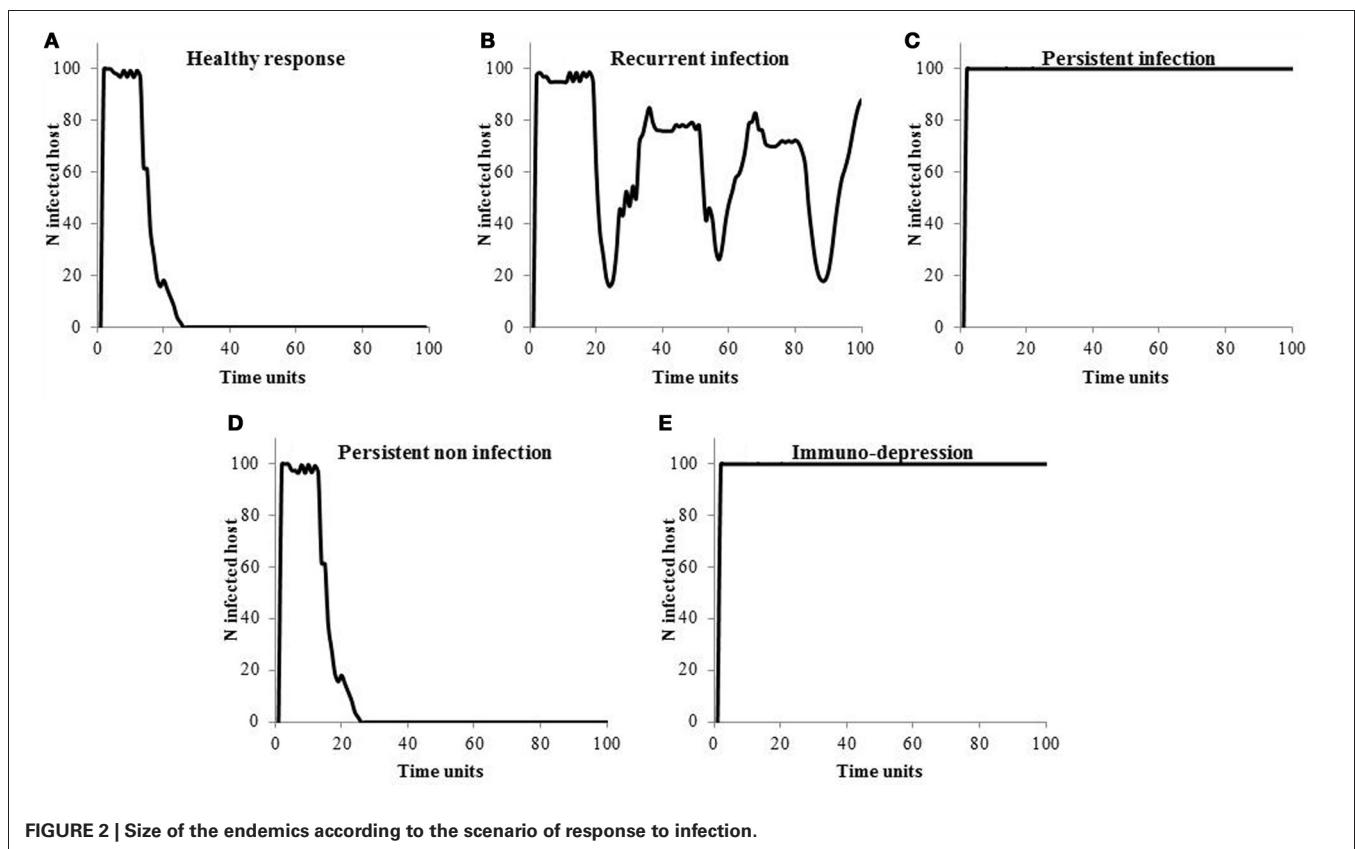 A
Healthy response
100
80
60
40
20
0
N infected host
0 20 40 60 80 100
Time units
B
Recurrent infection
100
80
60
40
20
0
N infected host
0 20 40 60 80 100
Time units
C
Persistent infection
100
80
60
40
20
0
N infected host
0 20 40 60 80 100
Time units
D
Persistent non infection
100
80
60
40
20
0
N infected host
0 20 40 60 80 100
Time units
E
Immuno-depression
100
80
60
40
20
0
N infected host
0 20 40 60 80 100
Time units
FIGURE 2 | Size of the endemics according to the scenario of response to infection.